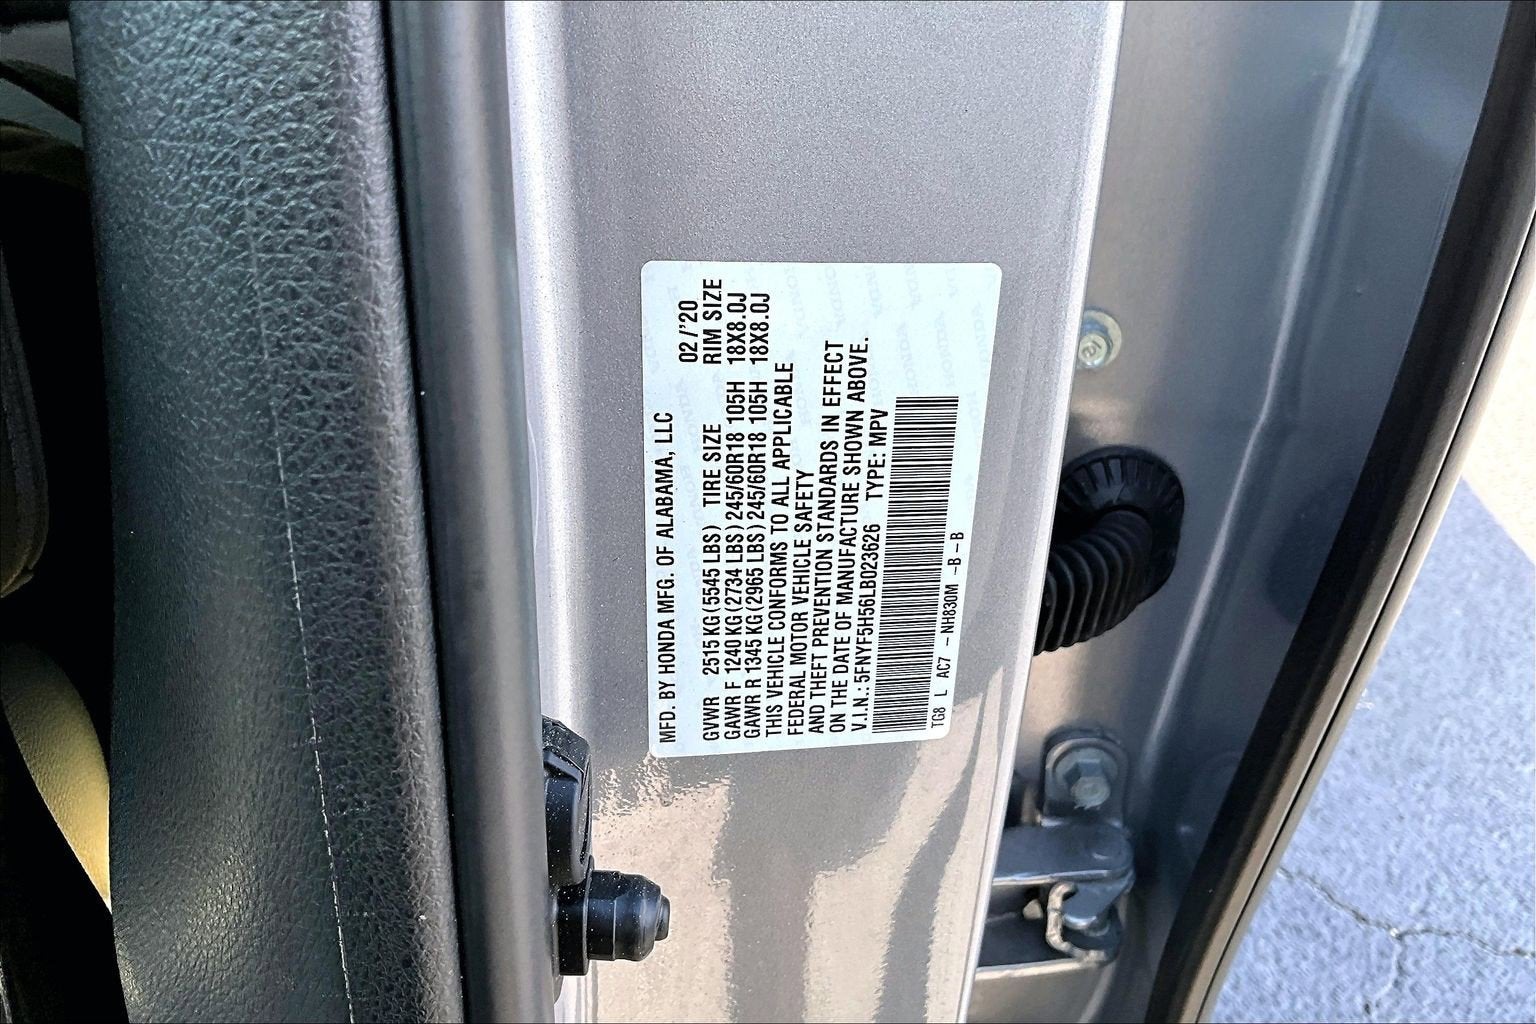 MFD. BY HONDA MFG. OF ALABAMA, LLC 02/'20
GVWR 2515 KG (5545 LBS) TIRE SIZE RIM SIZE
GAWR F 1240 KG (2734 LBS) 245/60R18 105H 18X8.0J
GAWR R 1345 KG (2965 LBS) 245/60R18 105H 18X8.0J
THIS VEHICLE CONFORMS TO ALL APPLICABLE
FEDERAL MOTOR VEHICLE SAFETY
AND THEFT PREVENTION STANDARDS IN EFFECT
ON THE DATE OF MANUFACTURE SHOWN ABOVE.
V.I.N.: 5FNYF5H56LB023626 TYPE: MPV
TG8 L AC7 - NH830M -B-B